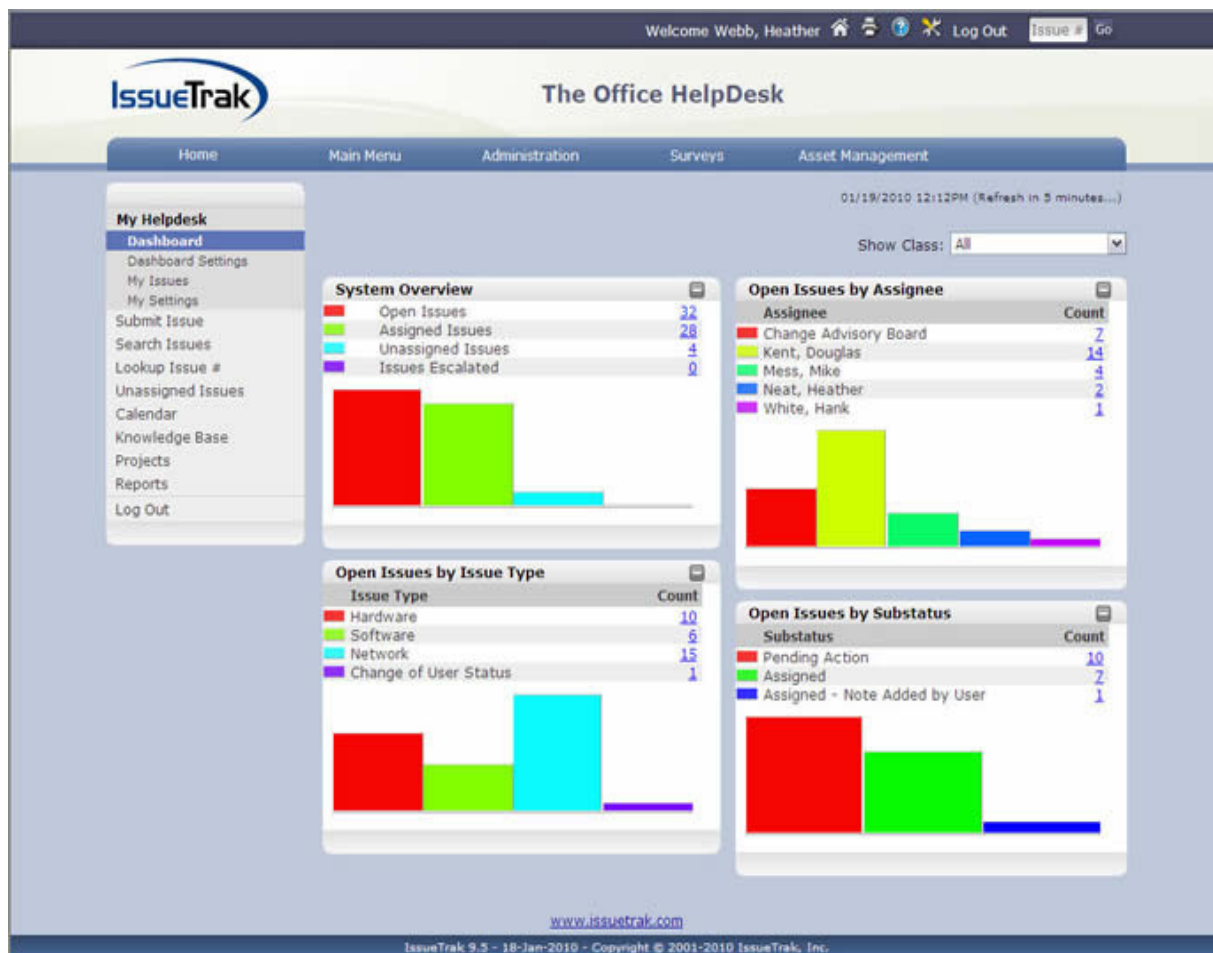 Welcome Webb, Heather Log Out Issue # Go
IssueTrak
The Office HelpDesk
Home Main Menu Administration Surveys Asset Management
01/19/2010 12:12PM (Refresh in 5 minutes...)
Show Class: All
My Helpdesk
Dashboard
Dashboard Settings
My Issues
My Settings
Submit Issue
Search Issues
Lookup Issue #
Unassigned Issues
Calendar
Knowledge Base
Projects
Reports
Log Out
System Overview
Open Issues 32
Assigned Issues 28
Unassigned Issues 4
Issues Escalated 0
Open Issues by Assignee
Assignee Count
Change Advisory Board 7
Kent, Douglas 14
Mess, Mike 4
Neat, Heather 2
White, Hank 1
Open Issues by Issue Type
Issue Type Count
Hardware 10
Software 6
Network 15
Change of User Status 1
Open Issues by Substatus
Substatus Count
Pending Action 10
Assigned 7
Assigned - Note Added by User 1
www.issuetrak.com
IssueTrak 9.5 - 18-Jan-2010 - Copyright © 2001-2010 IssueTrak, Inc.